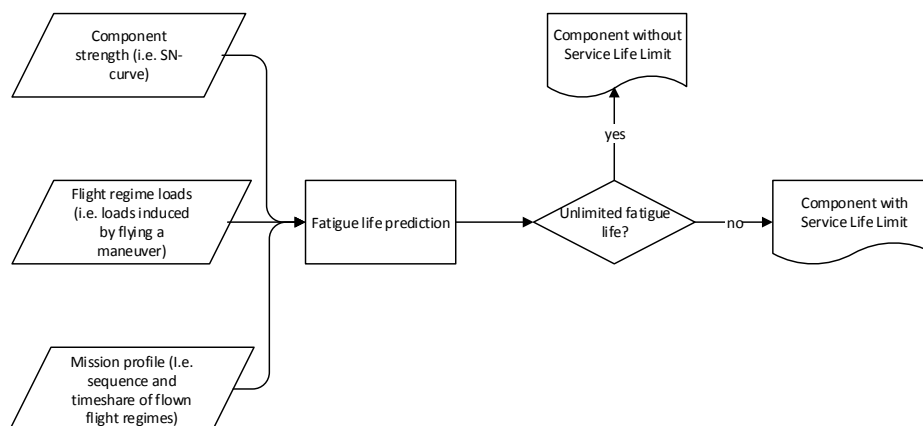 Component
strength (i.e. SN-
curve)
Component without
Service Life Limit
yes
Flight regime loads
(i.e. loads induced
by flying a
maneuver)
Fatigue life prediction
Unlimited fatigue
life?
no
Component with
Service Life Limit
Mission profile (I.e.
sequence and
timeshare of flown
flight regimes)